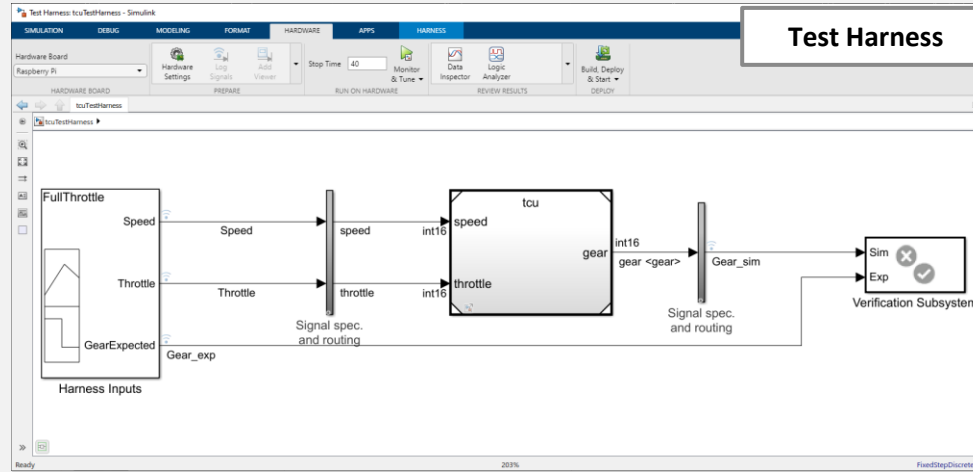 Test Harness: tcuTestHarness - Simulink
Test Harness
SIMULATION DEBUG MODELING FORMAT HARDWARE APPS HARNESS
Hardware Board
Raspberry Pi
Hardware Settings
Log Signals
Add Viewer
Stop Time 40
Monitor & Tune
Data Inspector
Logic Analyzer
Build, Deploy & Start
HARDWARE BOARD PREPARE RUN ON HARDWARE REVIEW RESULTS DEPLOY
tcuTestHarness
tcuTestHarness
FullThrottle
Speed
Throttle
GearExpected
Harness Inputs
Speed
Throttle
Gear_exp
speed
throttle
int16
int16
Signal spec.
and routing
tcu
speed
throttle
gear
int16
gear <gear>
Gear_sim
Signal spec.
and routing
Sim
Exp
Verification Subsystem
Ready 203% FixedStepDiscrete